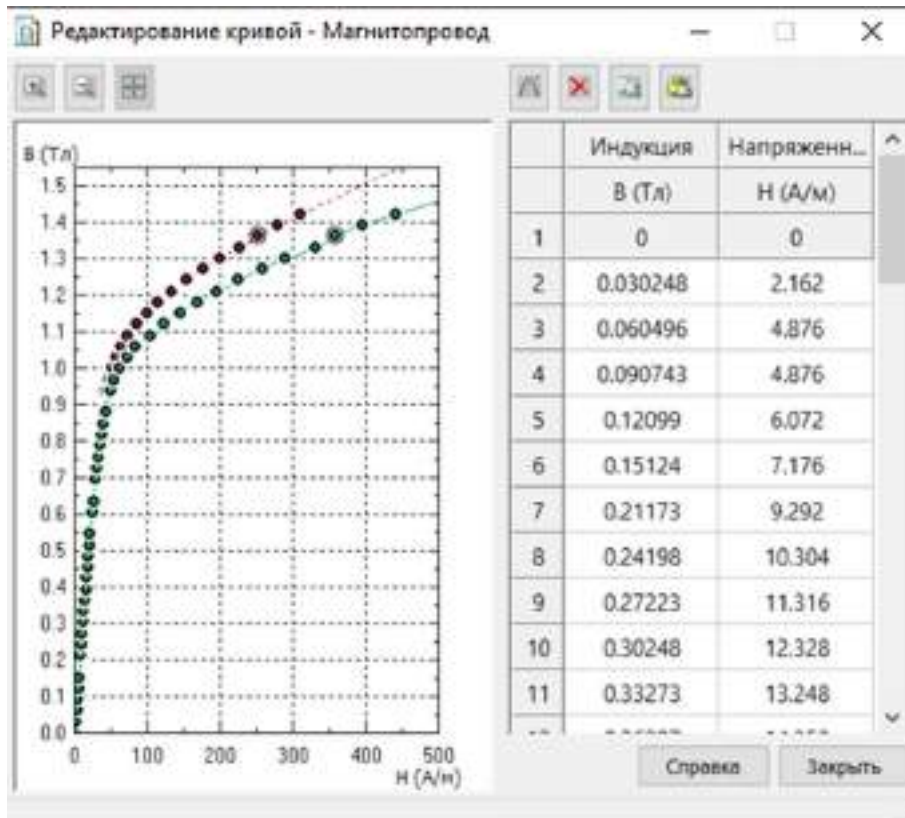 Редактирование кривой - Магнитопровод
B (Тл)
1.5
1.4
1.3
1.2
1.1
1.0
0.9
0.8
0.7
0.6
0.5
0.4
0.3
0.2
0.1
0.0
0 100 200 300 400 500
H (А/м)
Индукция Напряженн...
B (Тл) H (А/м)
1 0 0
2 0.030248 2.162
3 0.060496 4.876
4 0.090743 4.876
5 0.12099 6.072
6 0.15124 7.176
7 0.21173 9.292
8 0.24198 10.304
9 0.27223 11.316
10 0.30248 12.328
11 0.33273 13.248
Справка Закрыть